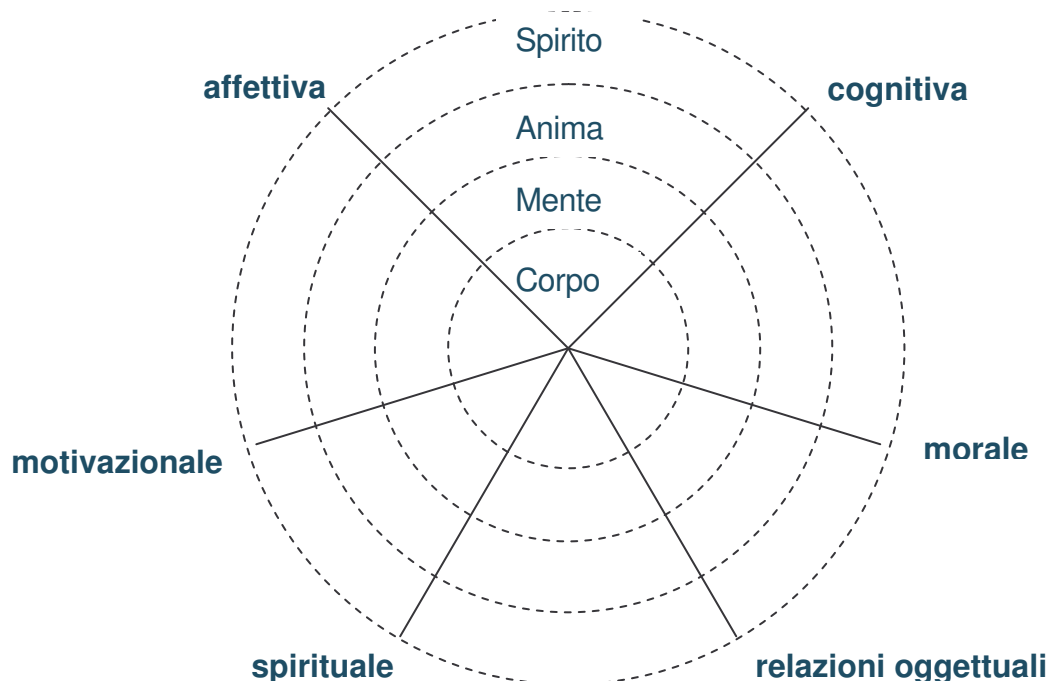 Spirito
affettiva
cognitiva
Anima
Mente
Corpo
motivazionale
morale
spirituale
relazioni oggettuali